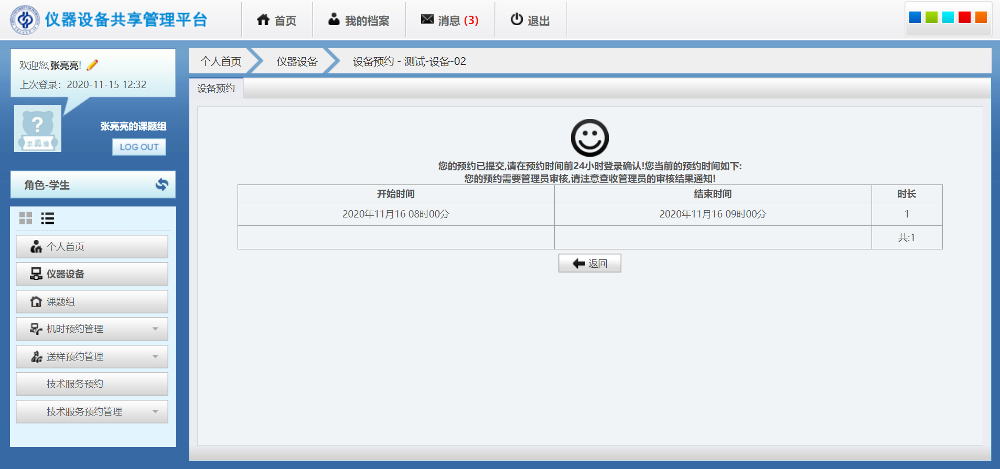 仪器设备共享管理平台
首页
我的档案
消息 (3)
退出
欢迎您,张亮亮!
上次登录：2020-11-15 12:32
?
求真像
张亮亮的课题组
LOG OUT
角色-学生
个人首页
仪器设备
课题组
机时预约管理
送样预约管理
技术服务预约
技术服务预约管理
个人首页
仪器设备
设备预约 - 测试-设备-02
设备预约
您的预约已提交,请在预约时间前24小时登录确认!您当前的预约时间如下:
您的预约需要管理员审核,请注意查收管理员的审核结果通知!
开始时间 结束时间 时长
2020年11月16 08时00分 2020年11月16 09时00分 1
共:1
返回